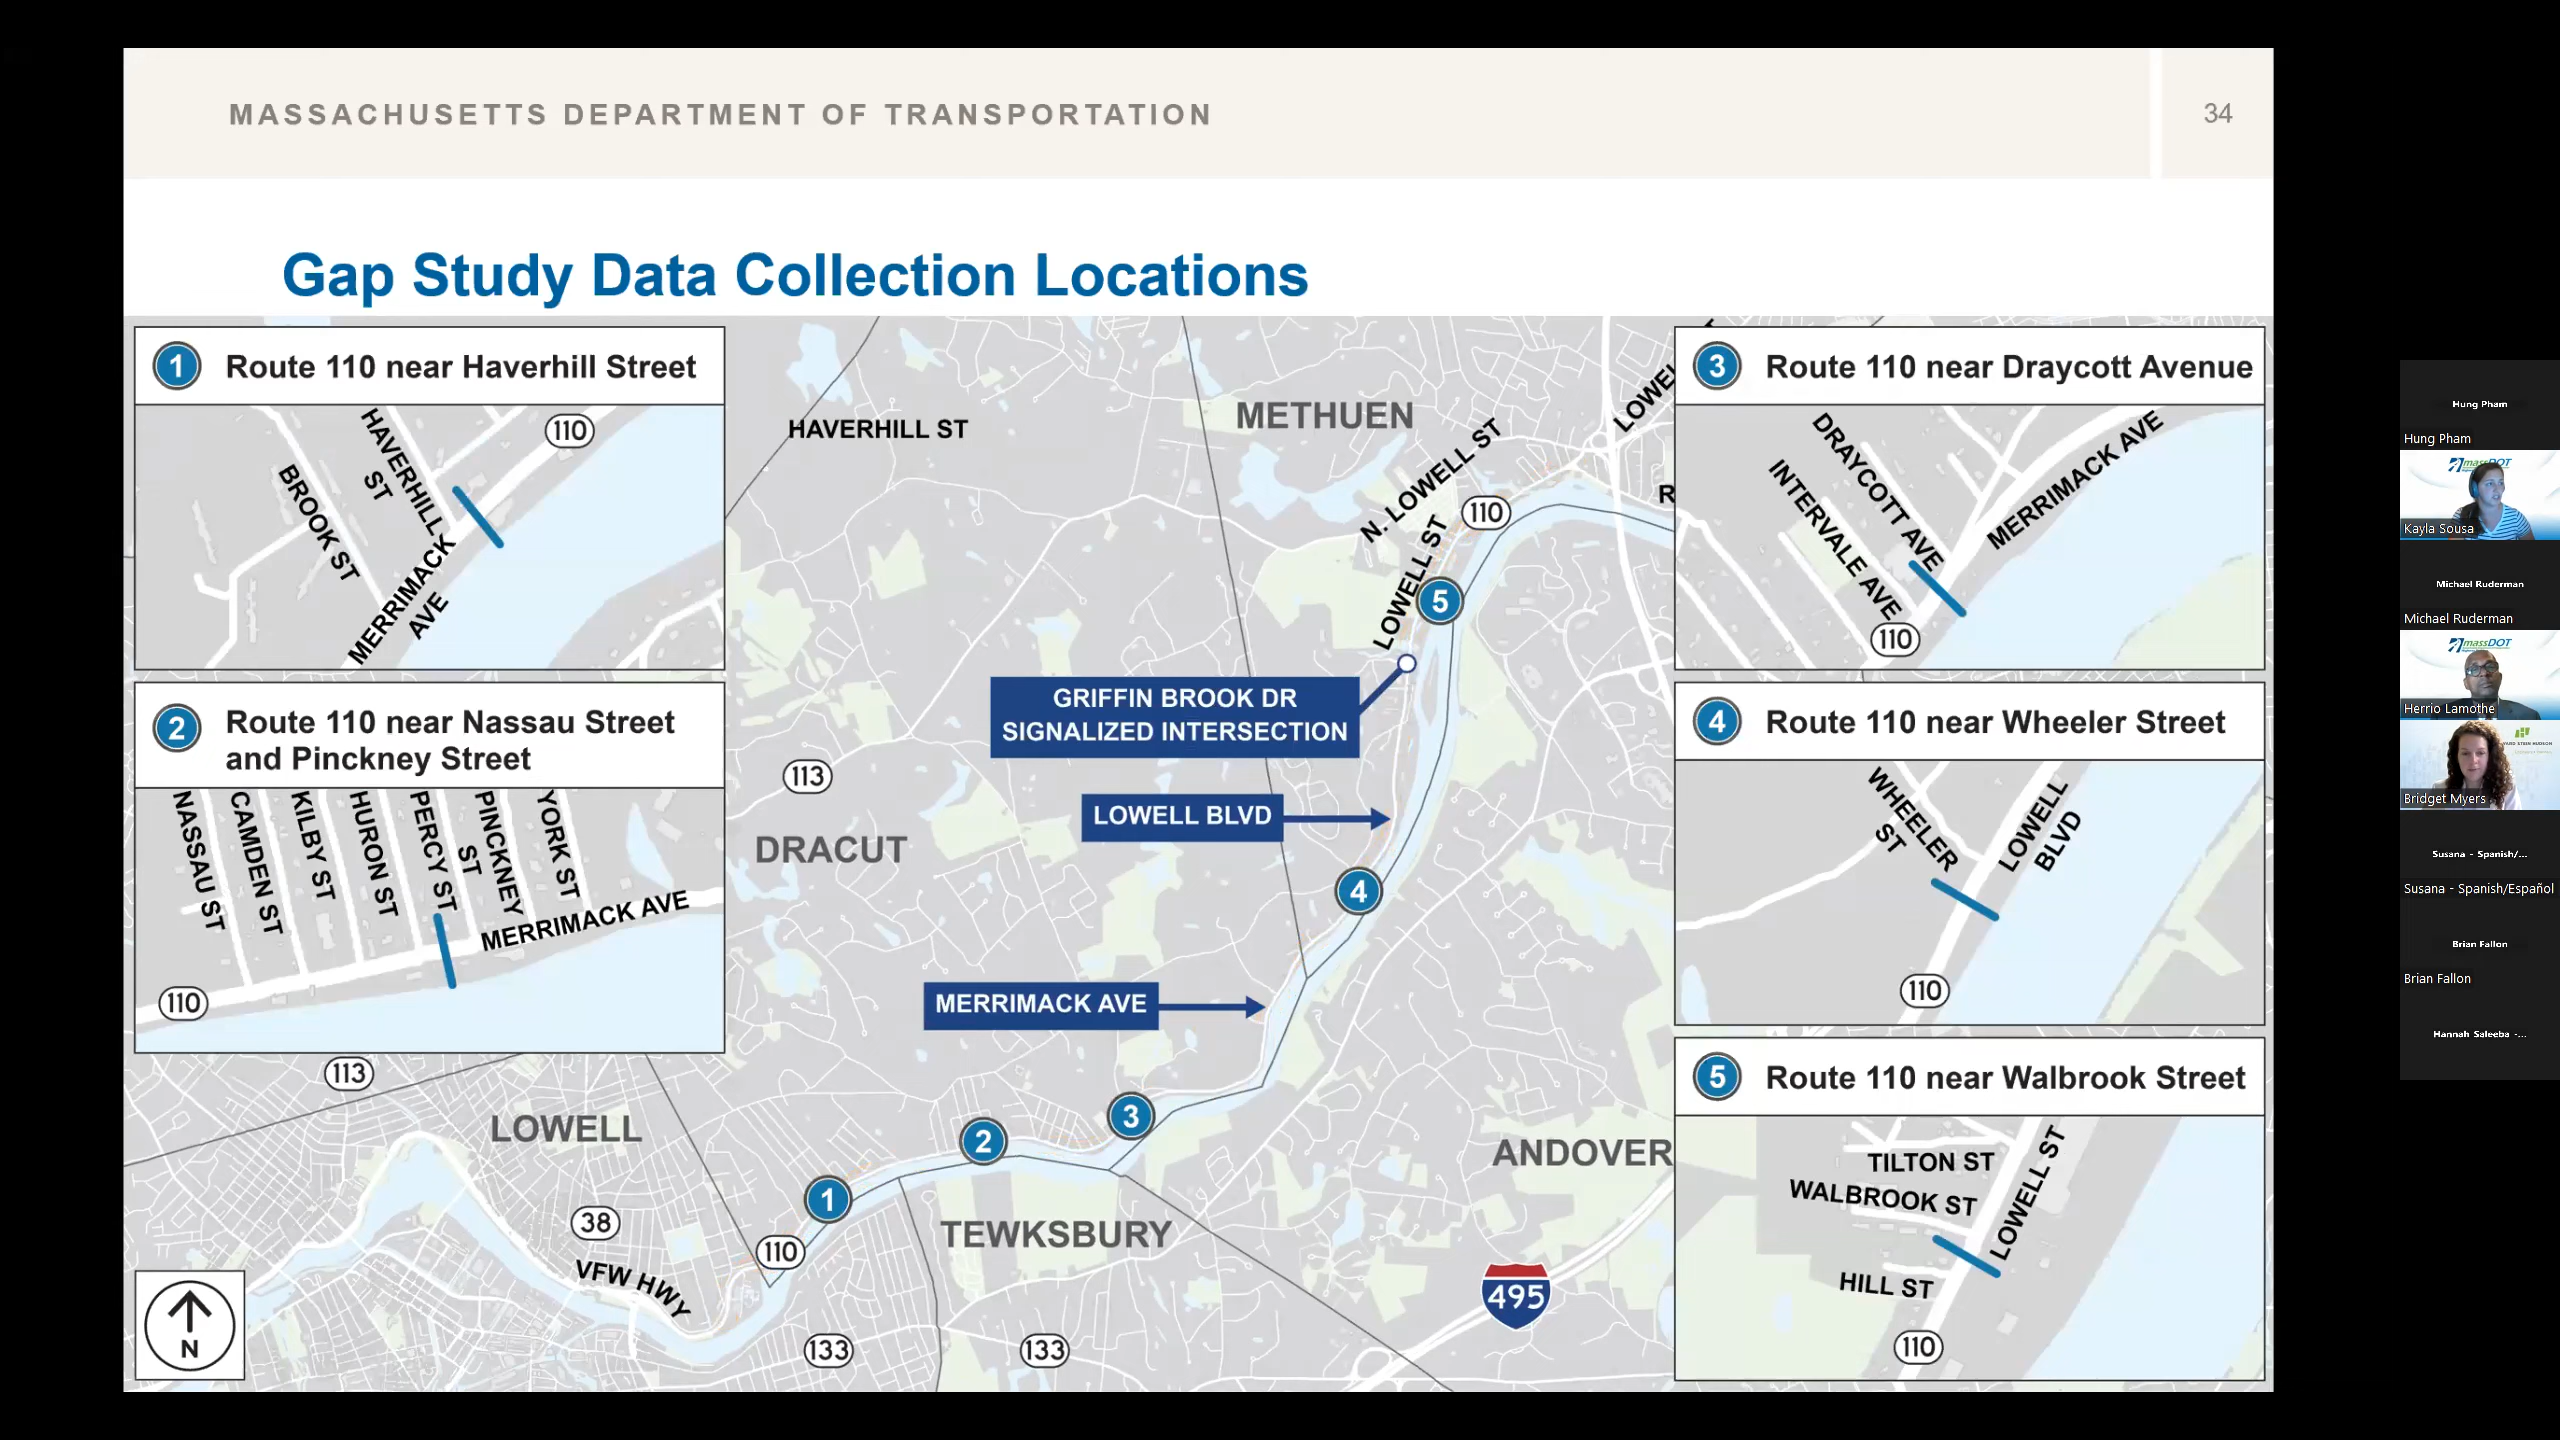 MASSACHUSETTS DEPARTMENT OF TRANSPORTATION
34
Gap Study Data Collection Locations
1
Route 110 near Haverhill Street
HAVERHILL
ST
110
BROOK ST
MERRIMACK
AVE
2
Route 110 near Nassau Street
and Pinckney Street
NASSAU ST
CAMDEN ST
KILBY ST
HURON ST
PERCY ST
PINCKNEY
ST
YORK ST
MERRIMACK AVE
110
HAVERHILL ST
METHUEN
N. LOWELL ST
LOWELL ST
110
5
GRIFFIN BROOK DR
SIGNALIZED INTERSECTION
113
LOWELL BLVD
DRACUT
4
MERRIMACK AVE
113
LOWELL
3
2
ANDOVER
1
38
110
TEWKSBURY
VFW HWY
495
133
133
N
3
Route 110 near Draycott Avenue
DRAYCOTT AVE
INTERVALE AVE
MERRIMACK AVE
110
4
Route 110 near Wheeler Street
WHEELER
ST
LOWELL
BLVD
110
5
Route 110 near Walbrook Street
TILTON ST
WALBROOK ST
LOWELL ST
HILL ST
110
Hung Pham
Hung Pham
massDOT
Kayla Sousa
Michael Ruderman
Michael Ruderman
massDOT
Herrio Lamothe
Bridget Myers
Susana - Spanish/...
Susana - Spanish/Español
Brian Fallon
Brian Fallon
Hannah Saleeba -...